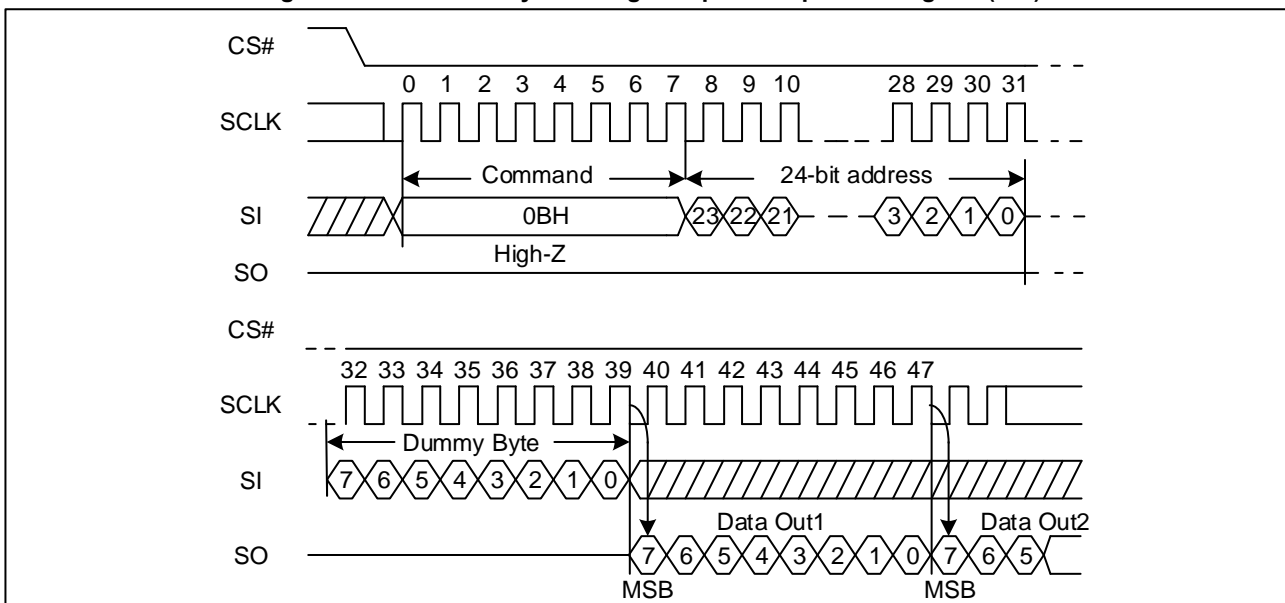 CS#
0 1 2 3 4 5 6 7 8 9 10 28 29 30 31
SCLK
Command 24-bit address
SI 0BH 23 22 21 3 2 1 0
High-Z
SO
CS#
32 33 34 35 36 37 38 39 40 41 42 43 44 45 46 47
SCLK
Dummy Byte
SI 7 6 5 4 3 2 1 0
Data Out1 Data Out2
SO 7 6 5 4 3 2 1 0 7 6 5
MSB MSB